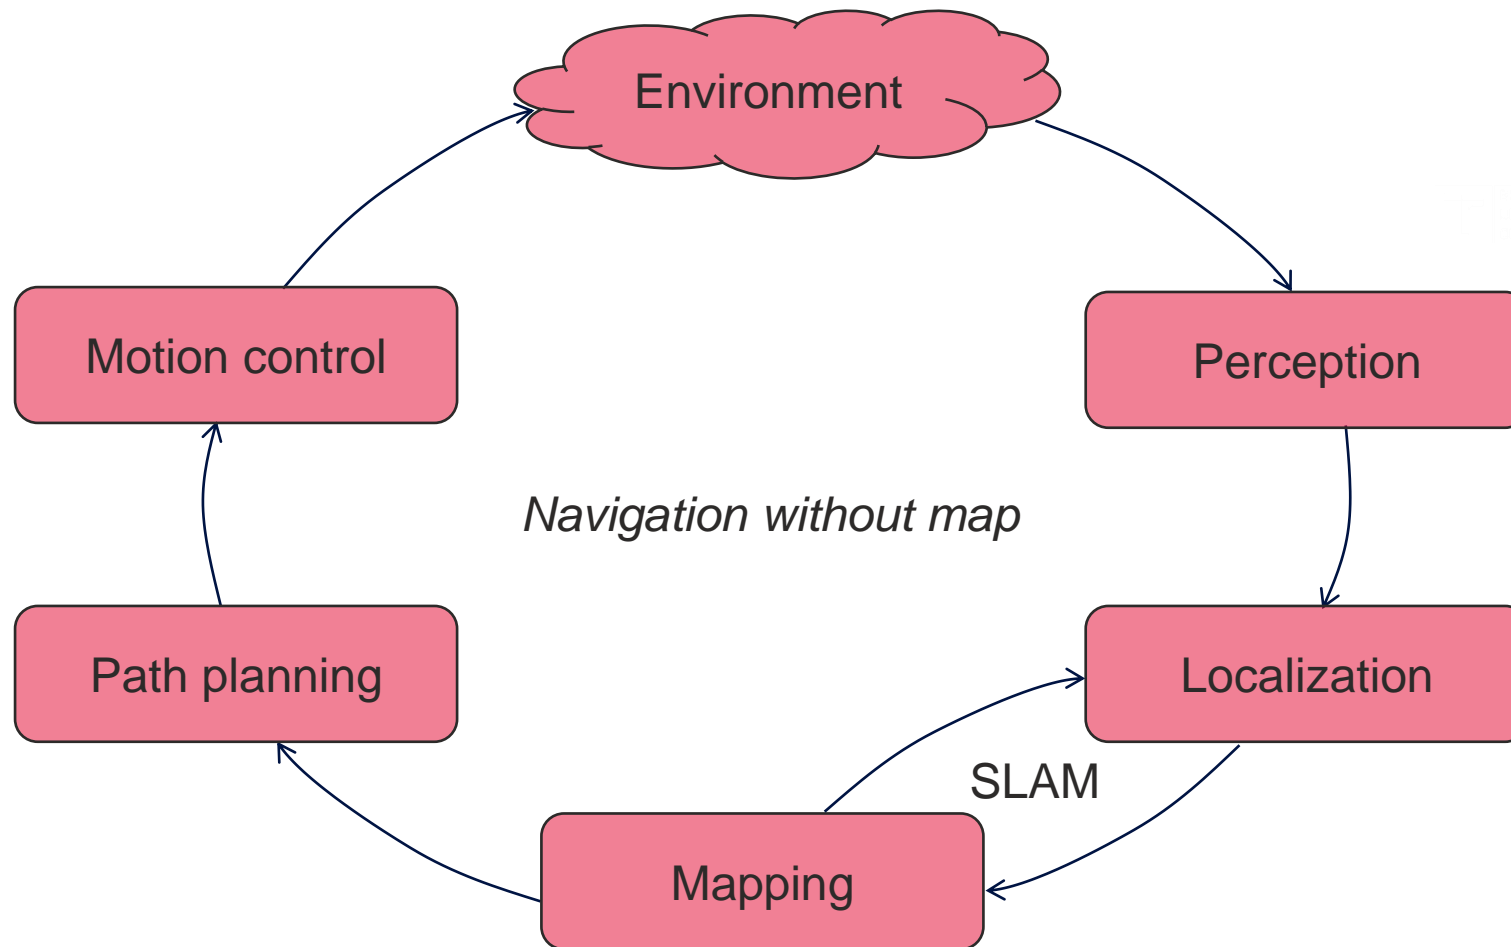 Environment
Motion control
Perception
Navigation without map
Path planning
Localization
SLAM
Mapping